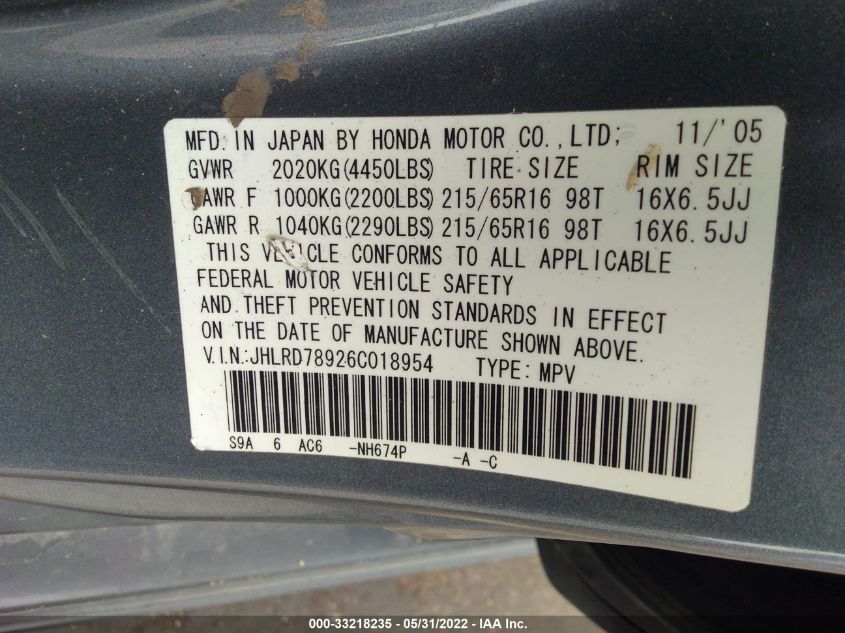 MFD. IN JAPAN BY HONDA MOTOR CO.,LTD; 11/'05
GVWR 2020KG(4450LBS) TIRE SIZE RIM SIZE
GAWR F 1000KG(2200LBS) 215/65R16 98T 16X6.5JJ
GAWR R 1040KG(2290LBS) 215/65R16 98T 16X6.5JJ
THIS VEHICLE CONFORMS TO ALL APPLICABLE
FEDERAL MOTOR VEHICLE SAFETY
AND THEFT PREVENTION STANDARDS IN EFFECT
ON THE DATE OF MANUFACTURE SHOWN ABOVE.
V.I.N.:JHLRD78926C018954 TYPE: MPV
S9A 6 AC6 -NH674P -A -C
000-33218235 - 05/31/2022 - IAA Inc.